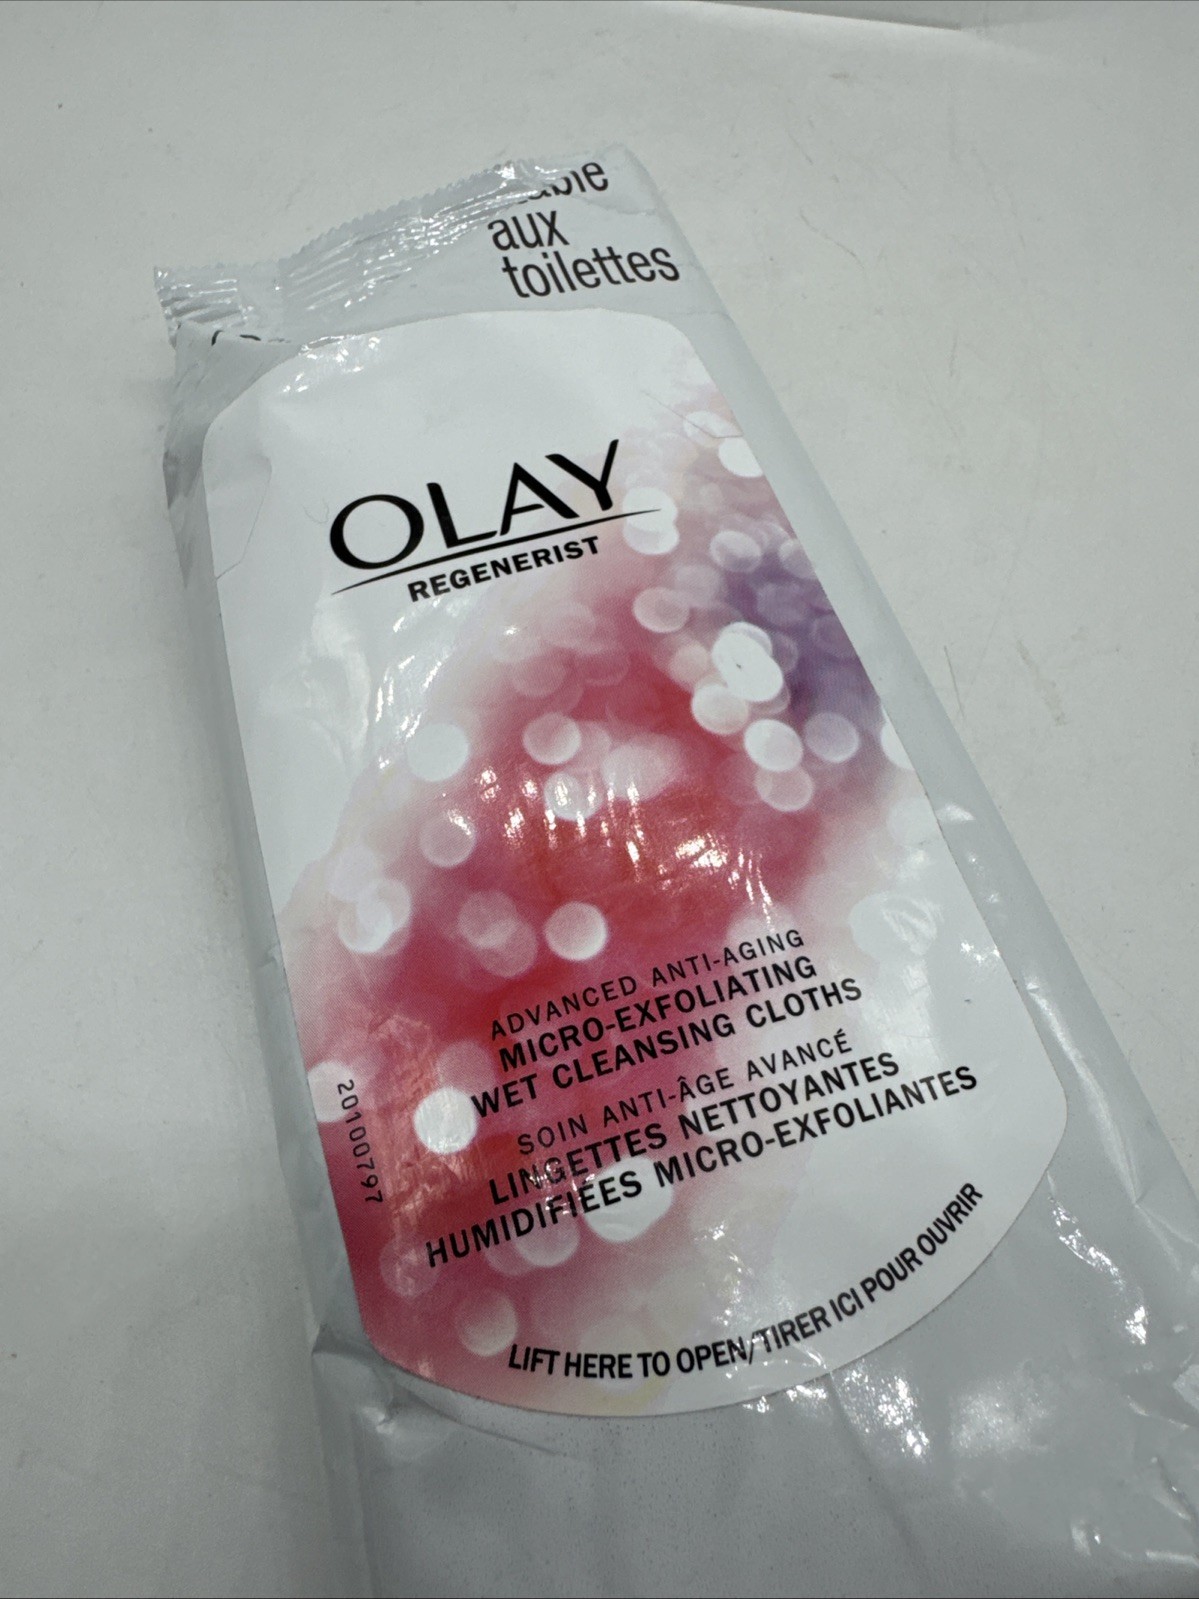 aux
toilettes
OLAY
REGENERIST
ADVANCED ANTI-AGING
MICRO-EXFOLIATING
WET CLEANSING CLOTHS
SOIN ANTI-ÂGE AVANCÉ
LINGETTES NETTOYANTES
HUMIDIFIÉES MICRO-EXFOLIANTES
20100797
LIFT HERE TO OPEN/TIRER ICI POUR OUVRIR